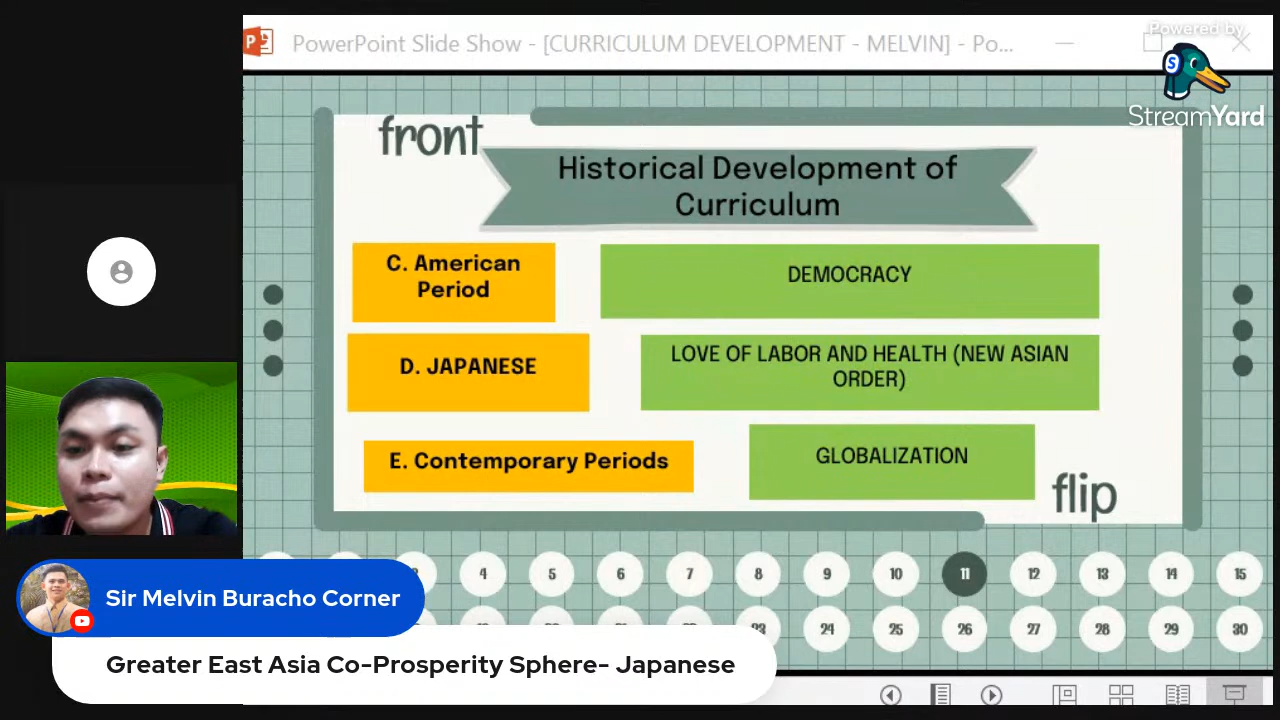 PowerPoint Slide Show - [CURRICULUM DEVELOPMENT - MELVIN] - Po...
Powered by
StreamYard
front
Historical Development of
Curriculum
C. American
Period
DEMOCRACY
D. JAPANESE
LOVE OF LABOR AND HEALTH (NEW ASIAN
ORDER)
E. Contemporary Periods
GLOBALIZATION
flip
4 5 6 7 8 9 10 11 12 13 14 15
24 25 26 27 28 29 30
Sir Melvin Buracho Corner
Greater East Asia Co-Prosperity Sphere- Japanese